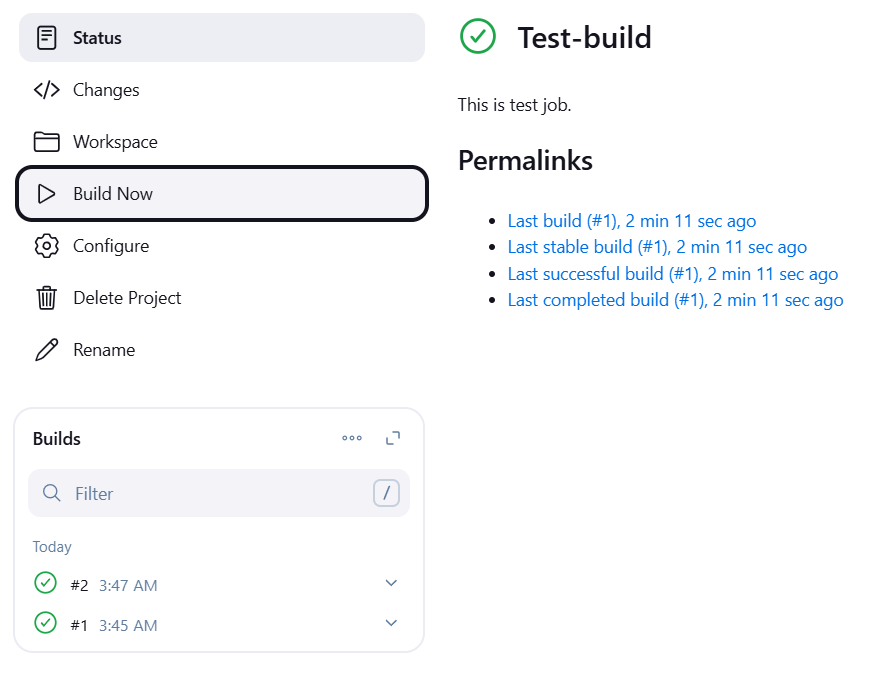 Status
Changes
Workspace
Build Now
Configure
Delete Project
Rename
Builds
Filter
/
Today
#2 3:47 AM
#1 3:45 AM
Test-build
This is test job.
Permalinks
Last build (#1), 2 min 11 sec ago
Last stable build (#1), 2 min 11 sec ago
Last successful build (#1), 2 min 11 sec ago
Last completed build (#1), 2 min 11 sec ago